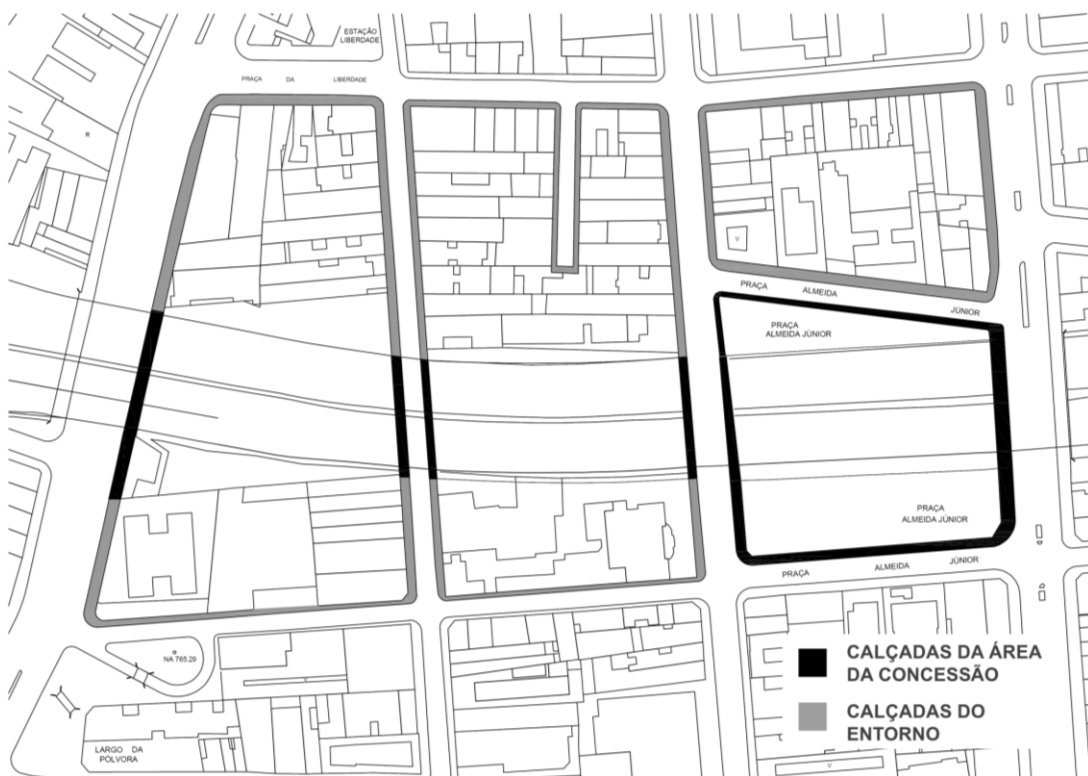 ESTAÇÃO
LIBERDADE
PRAÇA DA LIBERDADE
R
V
PRAÇA ALMEIDA JÚNIOR
PRAÇA
ALMEIDA JÚNIOR
PRAÇA
ALMEIDA JÚNIOR
PRAÇA ALMEIDA JÚNIOR
NA 765.29
LARGO DA
PÓLVORA
CALÇADAS DA ÁREA
DA CONCESSÃO
CALÇADAS DO
ENTORNO
V